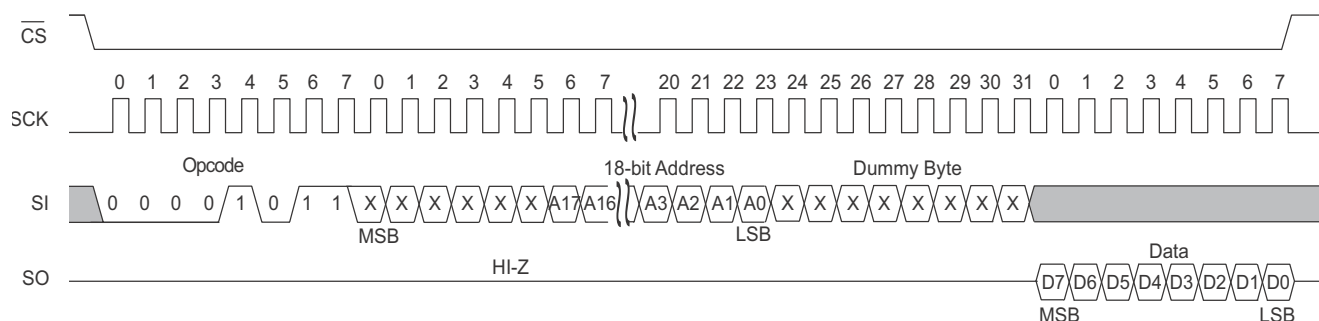 CS
0 1 2 3 4 5 6 7 0 1 2 3 4 5 6 7 20 21 22 23 24 25 26 27 28 29 30 31 0 1 2 3 4 5 6 7
SCK
Opcode 18-bit Address Dummy Byte
SI 0 0 0 0 1 0 1 1 X X X X X X A17 A16 A3 A2 A1 A0 X X X X X X X X
MSB LSB
HI-Z Data
SO D7 D6 D5 D4 D3 D2 D1 D0
MSB LSB